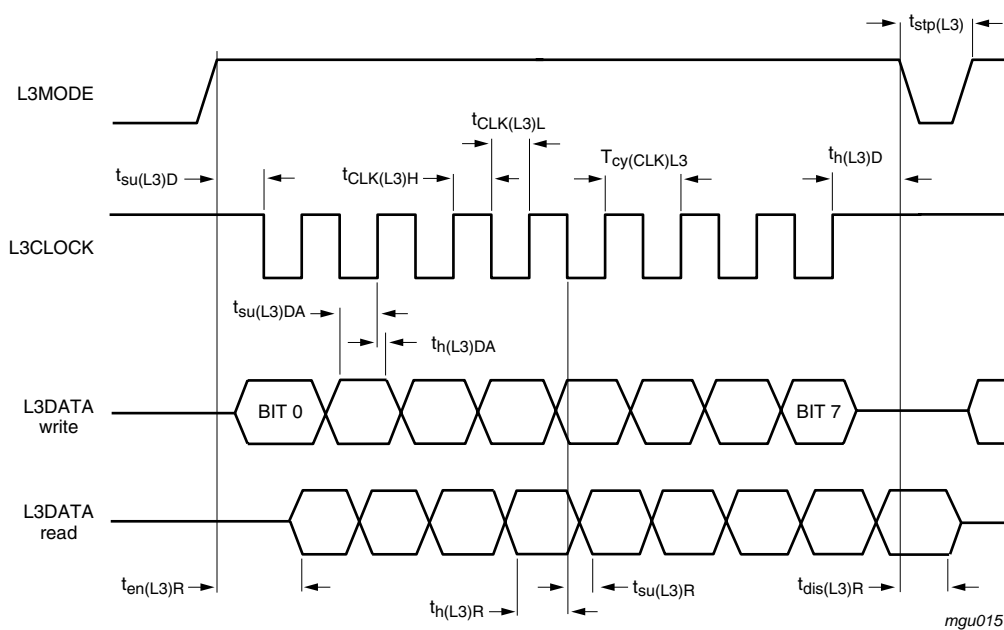 tstp(L3)
L3MODE
tCLK(L3)L
tsu(L3)D
tCLK(L3)H
Tcy(CLK)L3
th(L3)D
L3CLOCK
tsu(L3)DA
th(L3)DA
L3DATA
write
BIT 0
BIT 7
L3DATA
read
ten(L3)R
th(L3)R
tsu(L3)R
tdis(L3)R
mgu015